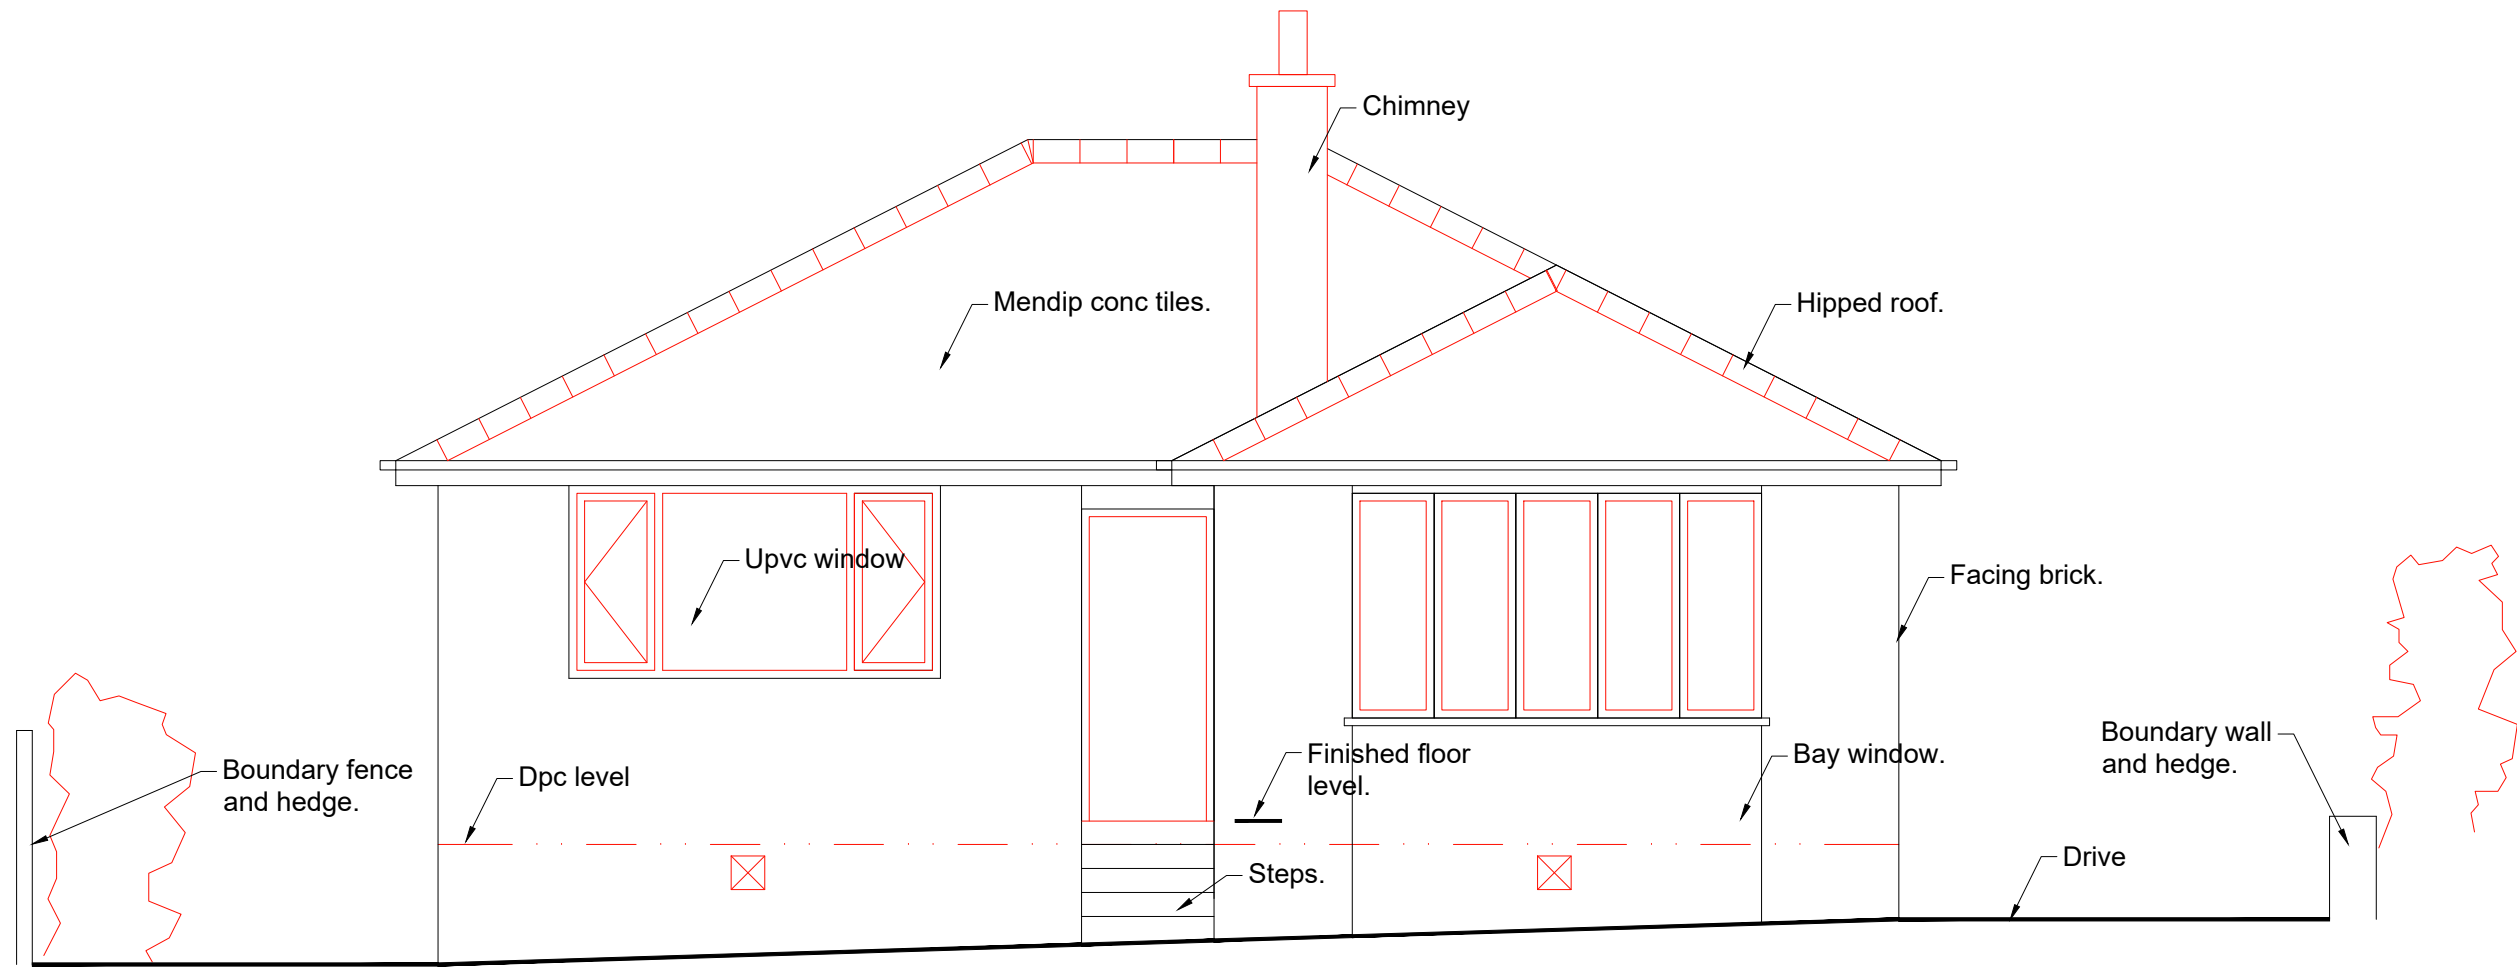 Chimney
Mendip conc tiles.
Hipped roof.
Upvc window
Facing brick.
Boundary wall
and hedge.
Finished floor
level.
Bay window.
Boundary fence
and hedge.
Dpc level
Drive
Steps.